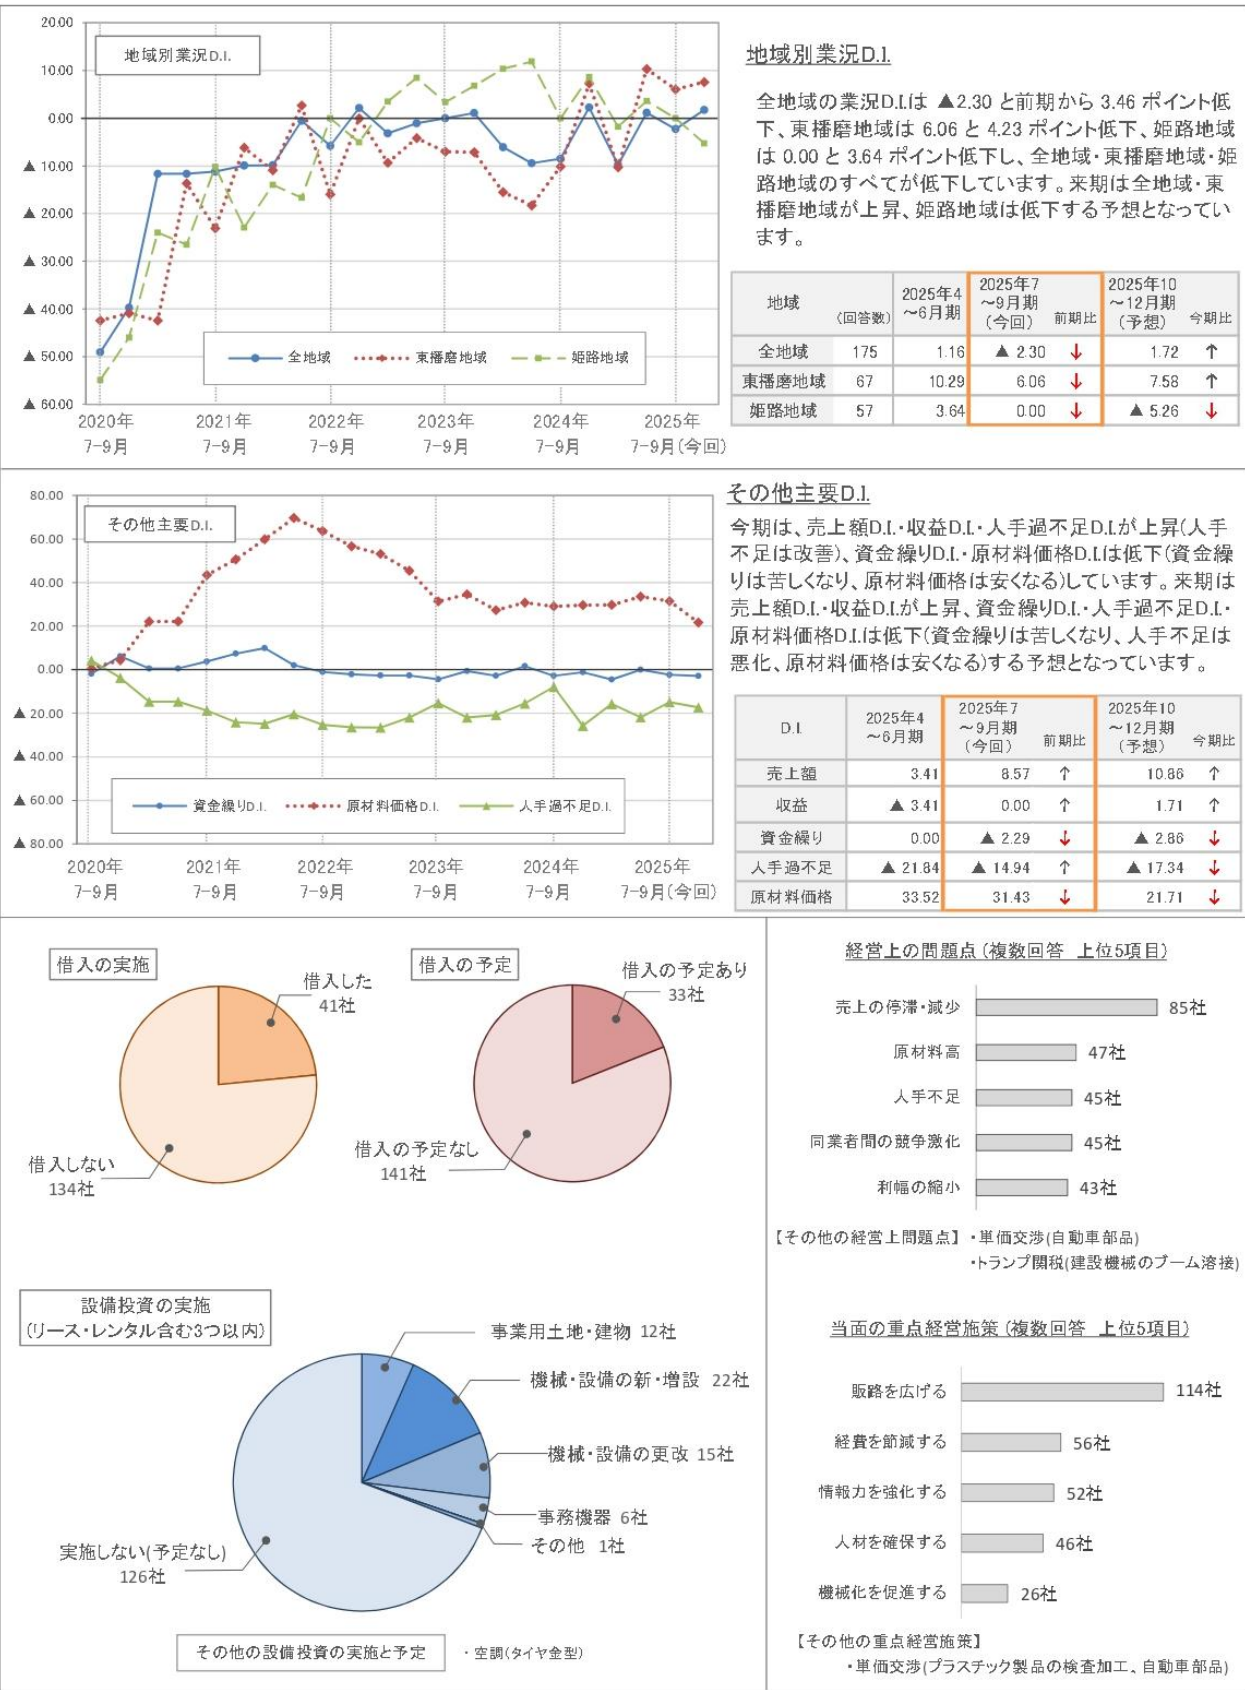 地域別業況D.I.
20.00
10.00
0.00
▲ 10.00
▲ 20.00
▲ 30.00
▲ 40.00
▲ 50.00
▲ 60.00
全地域 東播磨地域 姫路地域
2020年 2021年 2022年 2023年 2024年 2025年
7-9月 7-9月 7-9月 7-9月 7-9月 7-9月(今回)
地域別業況D.I.
全地域の業況D.I.は ▲2.30 と前期から 3.46 ポイント低
下、東播磨地域は 6.06 と 4.23 ポイント低下、姫路地域
は 0.00 と 3.64 ポイント低下し、全地域・東播磨地域・姫
路地域のすべてが低下しています。来期は全地域・東
播磨地域が上昇、姫路地域は低下する予想となってい
ます。
地域 (回答数) 2025年4～6月期 2025年7～9月期(今回) 前期比 2025年10～12月期(予想) 今期比
全地域 175 1.16 ▲ 2.30 ↓ 1.72 ↑
東播磨地域 67 10.29 6.06 ↓ 7.58 ↑
姫路地域 57 3.64 0.00 ↓ ▲ 5.26 ↓
その他主要D.I.
80.00
60.00
40.00
20.00
0.00
▲ 20.00
▲ 40.00
▲ 60.00
▲ 80.00
資金繰りD.I. 原材料価格D.I. 人手過不足D.I.
2020年 2021年 2022年 2023年 2024年 2025年
7-9月 7-9月 7-9月 7-9月 7-9月 7-9月(今回)
その他主要D.I.
今期は、売上額D.I.・収益D.I.・人手過不足D.I.が上昇(人手
不足は改善)、資金繰りD.I.・原材料価格D.I.は低下(資金繰
りは苦しくなり、原材料価格は安くなる)しています。来期は
売上額D.I.・収益D.I.が上昇、資金繰りD.I.・人手過不足D.I.・
原材料価格D.I.は低下(資金繰りは苦しくなり、人手不足は
悪化、原材料価格は安くなる)する予想となっています。
D.I. 2025年4～6月期 2025年7～9月期(今回) 前期比 2025年10～12月期(予想) 今期比
売上額 3.41 8.57 ↑ 10.86 ↑
収益 ▲ 3.41 0.00 ↑ 1.71 ↑
資金繰り 0.00 ▲ 2.29 ↓ ▲ 2.86 ↓
人手過不足 ▲ 21.84 ▲ 14.94 ↑ ▲ 17.34 ↓
原材料価格 33.52 31.43 ↓ 21.71 ↓
借入の実施
借入した
41社
借入しない
134社
借入の予定
借入の予定あり
33社
借入の予定なし
141社
設備投資の実施
(リース・レンタル含む3つ以内)
事業用土地・建物 12社
機械・設備の新・増設 22社
機械・設備の更改 15社
事務機器 6社
その他 1社
実施しない(予定なし)
126社
その他の設備投資の実施と予定 ・空調(タイヤ金型)
経営上の問題点(複数回答 上位5項目)
売上の停滞・減少 85社
原材料高 47社
人手不足 45社
同業者間の競争激化 45社
利幅の縮小 43社
【その他の経営上問題点】・単価交渉(自動車部品)
・トランプ関税(建設機械のブーム溶接)
当面の重点経営施策(複数回答 上位5項目)
販路を広げる 114社
経費を節減する 56社
情報力を強化する 52社
人材を確保する 46社
機械化を促進する 26社
【その他の重点経営施策】
・単価交渉(プラスチック製品の検査加工、自動車部品)